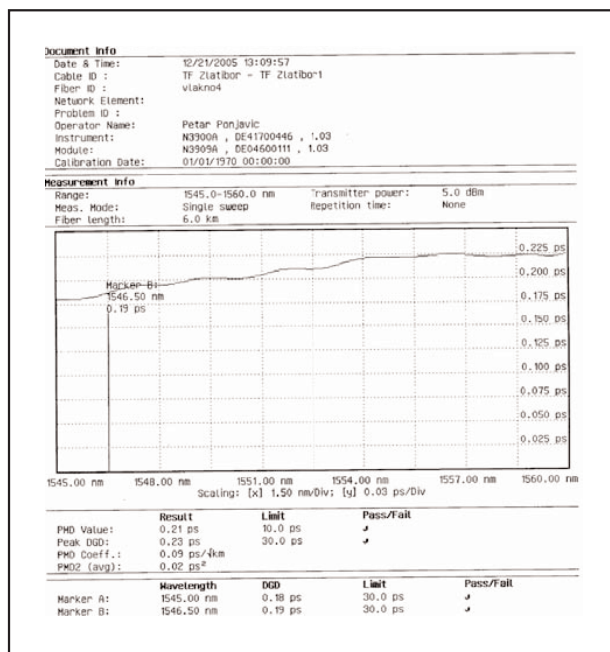 Document Info
Date & Time: 12/21/2005 13:09:57
Cable ID : TF Zlatibor - TF Zlatibo-1
Fiber ID : vlakno4
Network Element:
Problem ID :
Operator Name: Petar Ponjavic
Instrument: N3900A , DE41700446 , 1.03
Module: N3909A , DE04600111 , 1.03
Calibration Date: 01/01/1970 00:00:00
Measurement Info
Range: 1545.0-1560.0 nm Transmitter power: 5.0 dBm
Meas. Mode: Single sweep Repetition time: None
Fiber length: 6.0 km
0.225 ps
0.200 ps
Marker B:
1546.50 nm
0.19 ps
0.175 ps
0.150 ps
0.125 ps
0.100 ps
0.075 ps
0.050 ps
0.025 ps
1545.00 nm 1548.00 nm 1551.00 nm 1554.00 nm 1557.00 nm 1560.00 nm
Scaling: [x] 1.50 nm/Div; [y] 0.03 ps/Div
Result Limit Pass/Fail
PMD Value: 0.21 ps 10.0 ps
Peak DGD: 0.23 ps 30.0 ps
PMD Coeff.: 0.09 ps/√km
PMD2 (avg): 0.02 ps²
Wavelength DGD Limit Pass/Fail
Marker A: 1545.00 nm 0.18 ps 30.0 ps
Marker B: 1546.50 nm 0.19 ps 30.0 ps